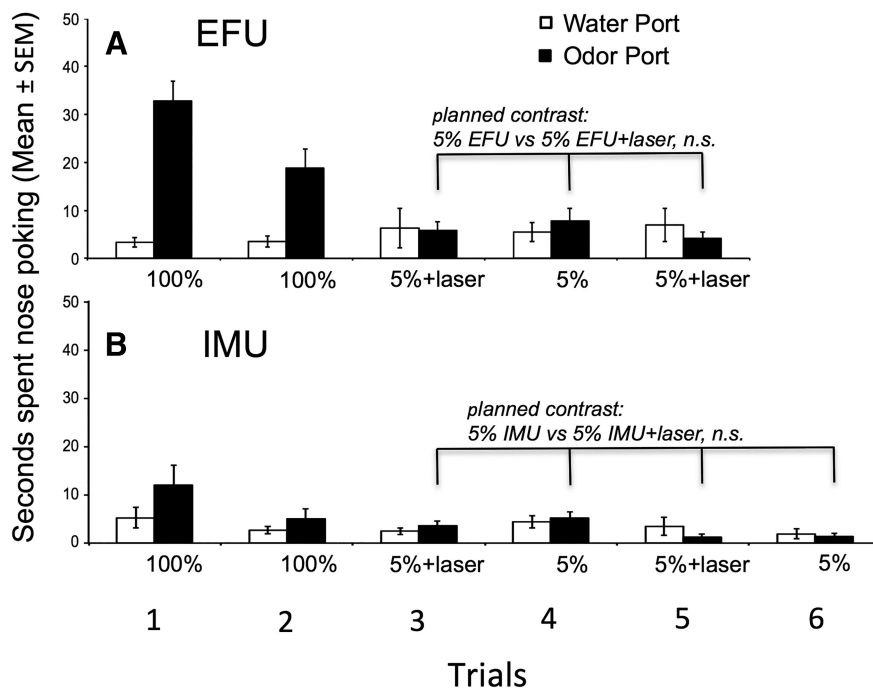 Seconds spent nose poking (Mean ± SEM)
A EFU
Water Port
Odor Port
50
40
30
20
10
0
planned contrast:
5% EFU vs 5% EFU+laser, n.s.
100% 100% 5%+laser 5% 5%+laser
B IMU
50
40
30
20
10
0
planned contrast:
5% IMU vs 5% IMU+laser, n.s.
100% 100% 5%+laser 5% 5%+laser 5%
1 2 3 4 5 6
Trials